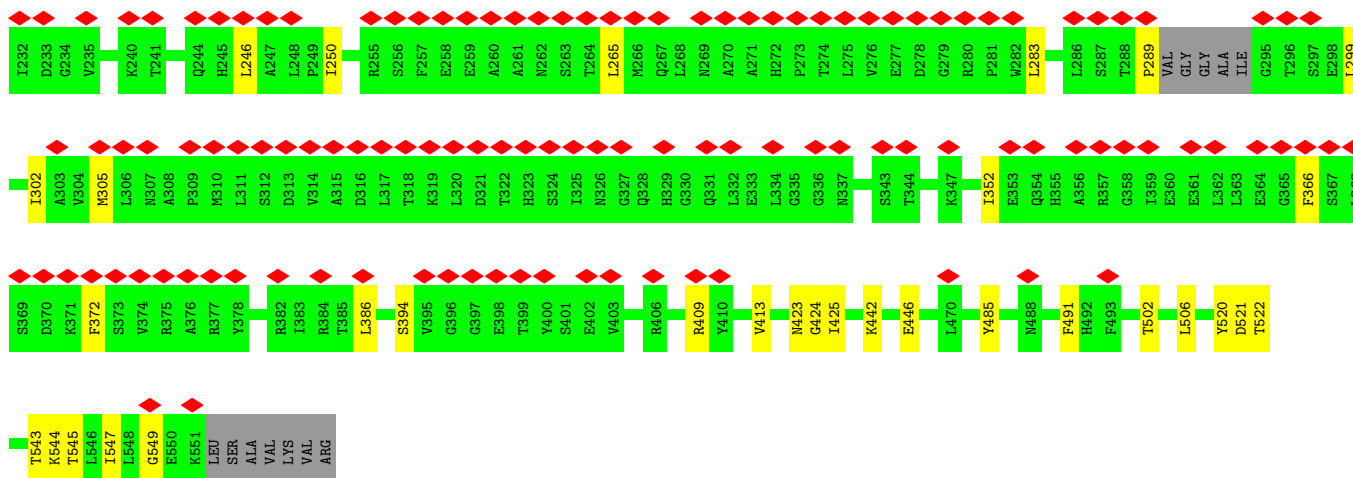 I232 D233 G234 V235 K240 T241 Q244 H245 L246 A247 L248 P249 I250 R255 S256 F257 E258 E259 A260 A261 N262 S263 T264 L265 M266 Q267 L268 N269 A270 A271 H272 P273 T274 L275 V276 E277 D278 G279 R280 P281 W282 L283 L286 S287 T288 P289 VAL GLY GLY ALA ILE G295 T296 S297 E298 L299
I302 A303 V304 M305 L306 N307 A308 P309 M310 L311 S312 D313 V314 A315 D316 L317 T318 K319 L320 D321 T322 H323 S324 I325 N326 G327 Q328 H329 G330 Q331 L332 E333 L334 G335 G336 N337 S343 T344 K347 I352 E353 Q354 H355 A356 R357 G358 I359 E360 E361 L362 L363 E364 G365 F366 S367
S369 D370 K371 F372 S373 V374 R375 A376 R377 Y378 R382 I383 R384 T385 L386 S394 V395 G396 G397 E398 T399 Y400 S401 E402 V403 R406 R409 Y410 V413 N423 G424 I425 K442 E446 L470 Y485 N488 F491 H492 F493 T502 L506 Y520 D521 T522
T543 K544 T545 L546 I547 L548 G549 E550 K551 LEU SER ALA VAL LYS VAL ARG